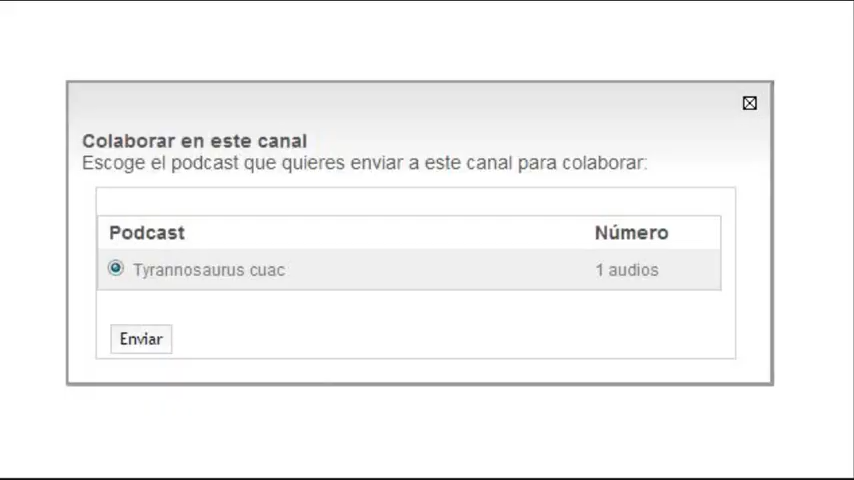 Colaborar en este canal
Escoge el podcast que quieres enviar a este canal para colaborar:
Podcast Número
Tyrannosaurus cuac 1 audios
Enviar